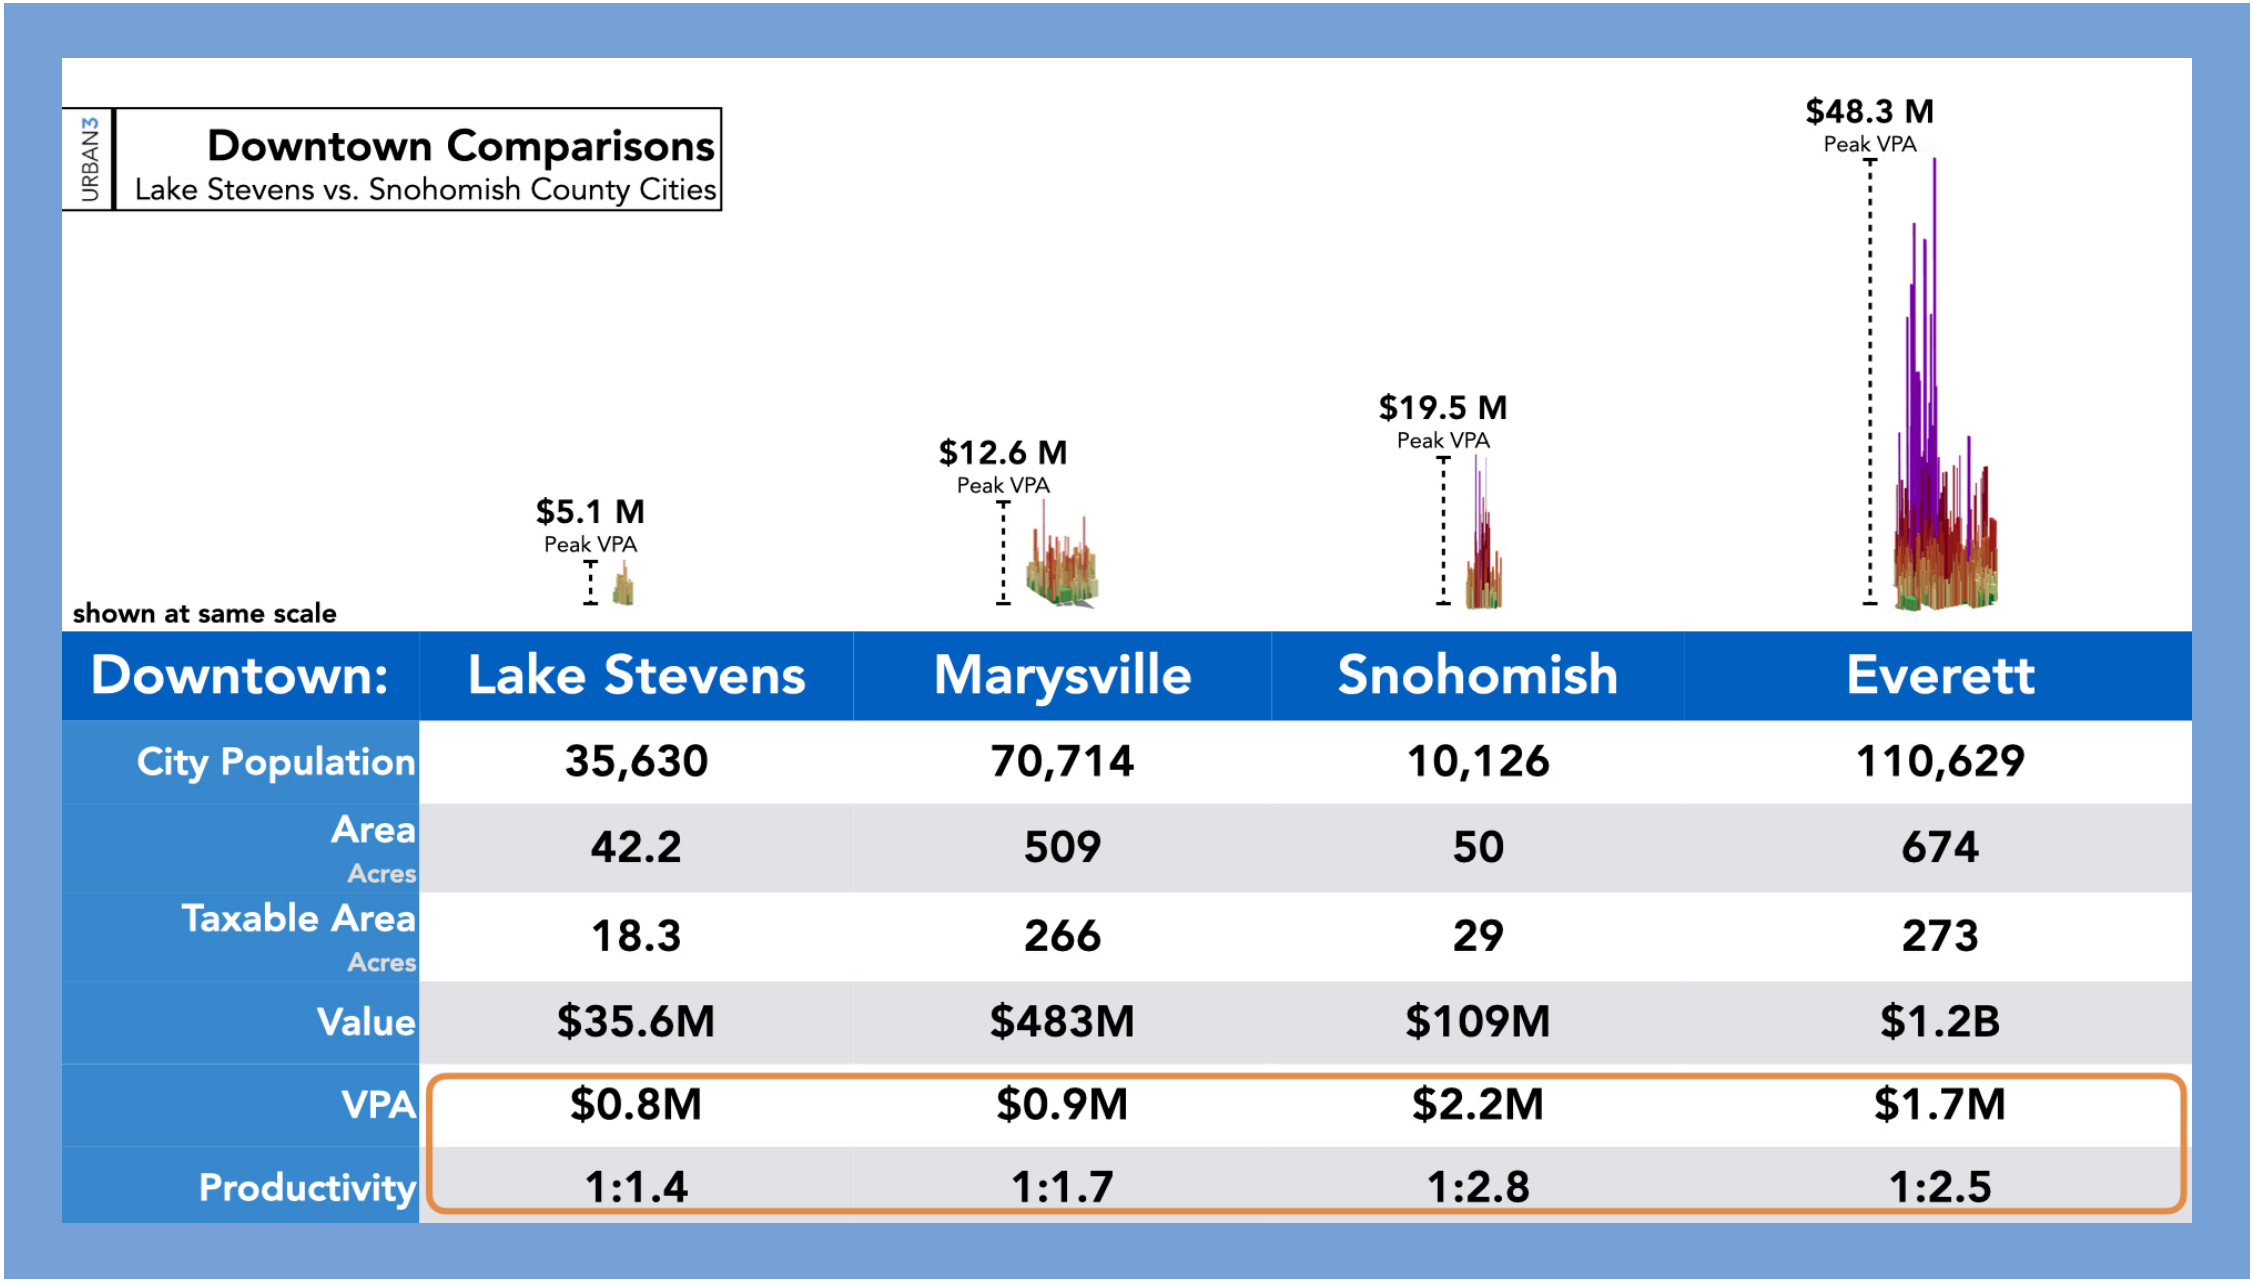 URBAN3
Downtown Comparisons
Lake Stevens vs. Snohomish County Cities
$5.1 M
Peak VPA
$12.6 M
Peak VPA
$19.5 M
Peak VPA
$48.3 M
Peak VPA
shown at same scale
Downtown: Lake Stevens Marysville Snohomish Everett
City Population 35,630 70,714 10,126 110,629
Area 42.2 509 50 674
Acres
Taxable Area 18.3 266 29 273
Acres
Value $35.6M $483M $109M $1.2B
VPA $0.8M $0.9M $2.2M $1.7M
Productivity 1:1.4 1:1.7 1:2.8 1:2.5